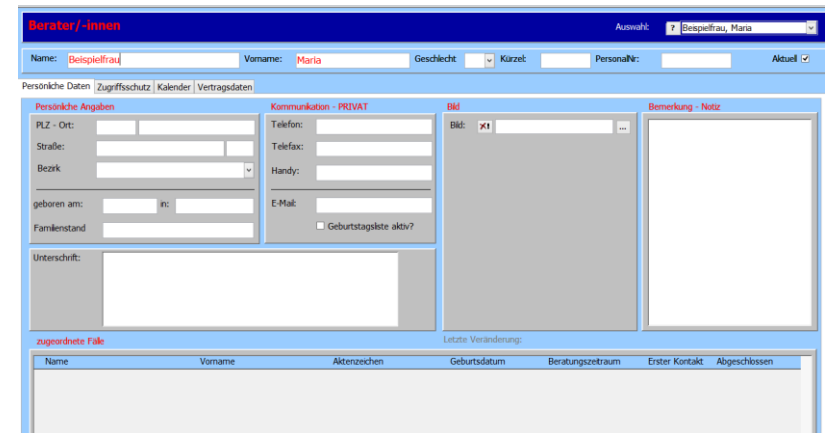 Berater/-innen Auswahl: ? Beispielfrau, Maria
Name: Beispielfrau Vorname: Maria Geschlecht Kürzel: PersonalNr: Aktuell
Persönliche Daten Zugriffsschutz Kalender Vertragsdaten
Persönliche Angaben Kommunikation - PRIVAT Bild Bemerkung - Notiz
PLZ - Ort: Telefon: Bild: ...
Straße: Telefax:
Bezirk Handy:
geboren am: in: E-Mail:
Familienstand Geburtstagsliste aktiv?
Unterschrift:
zugeordnete Fälle Letzte Veränderung:
Name Vorname Aktenzeichen Geburtsdatum Beratungszeitraum Erster Kontakt Abgeschlossen